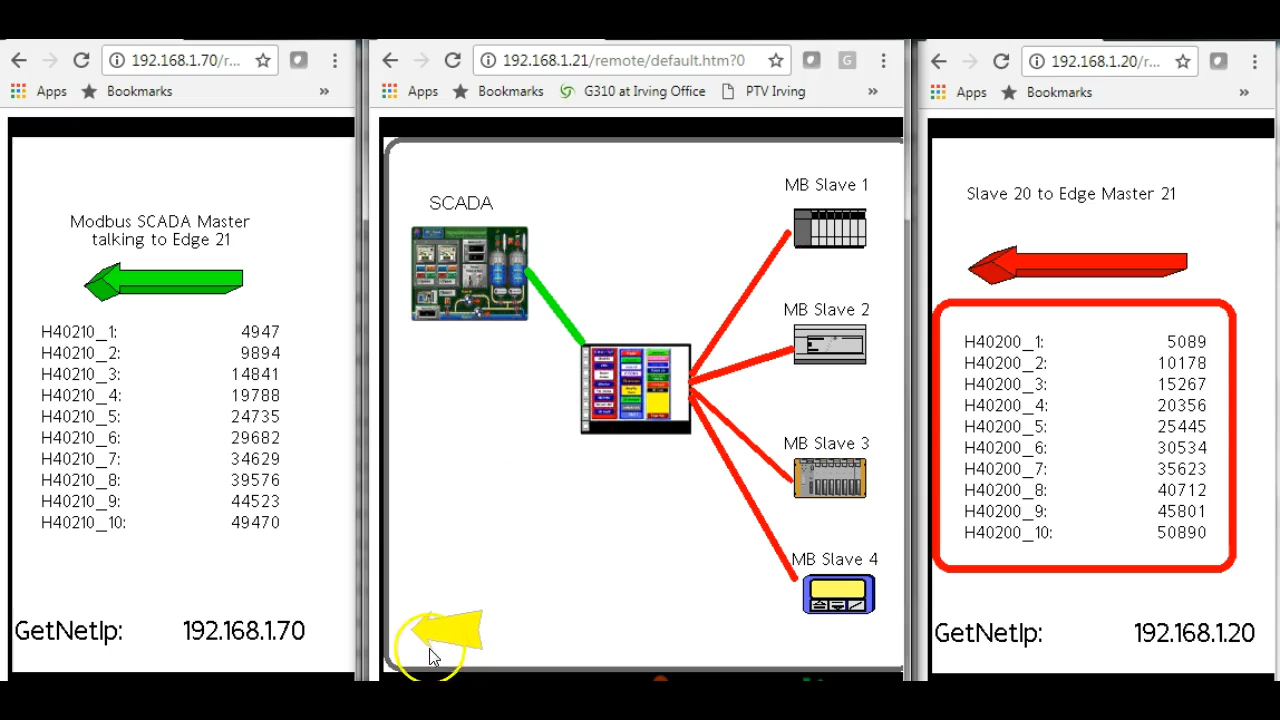 192.168.1.70/r...
Apps
Bookmarks
»
Modbus SCADA Master
talking to Edge 21
H40210_1: 4947
H40210_2: 9894
H40210_3: 14841
H40210_4: 19788
H40210_5: 24735
H40210_6: 29682
H40210_7: 34629
H40210_8: 39576
H40210_9: 44523
H40210_10: 49470
GetNetIp: 192.168.1.70
192.168.1.21/remote/default.htm?0
G
Apps
Bookmarks
G310 at Irving Office
PTV Irving
»
SCADA
MB Slave 1
MB Slave 2
MB Slave 3
MB Slave 4
192.168.1.20/r...
Apps
Bookmarks
»
Slave 20 to Edge Master 21
H40200_1: 5089
H40200_2: 10178
H40200_3: 15267
H40200_4: 20356
H40200_5: 25445
H40200_6: 30534
H40200_7: 35623
H40200_8: 40712
H40200_9: 45801
H40200_10: 50890
GetNetIp: 192.168.1.20